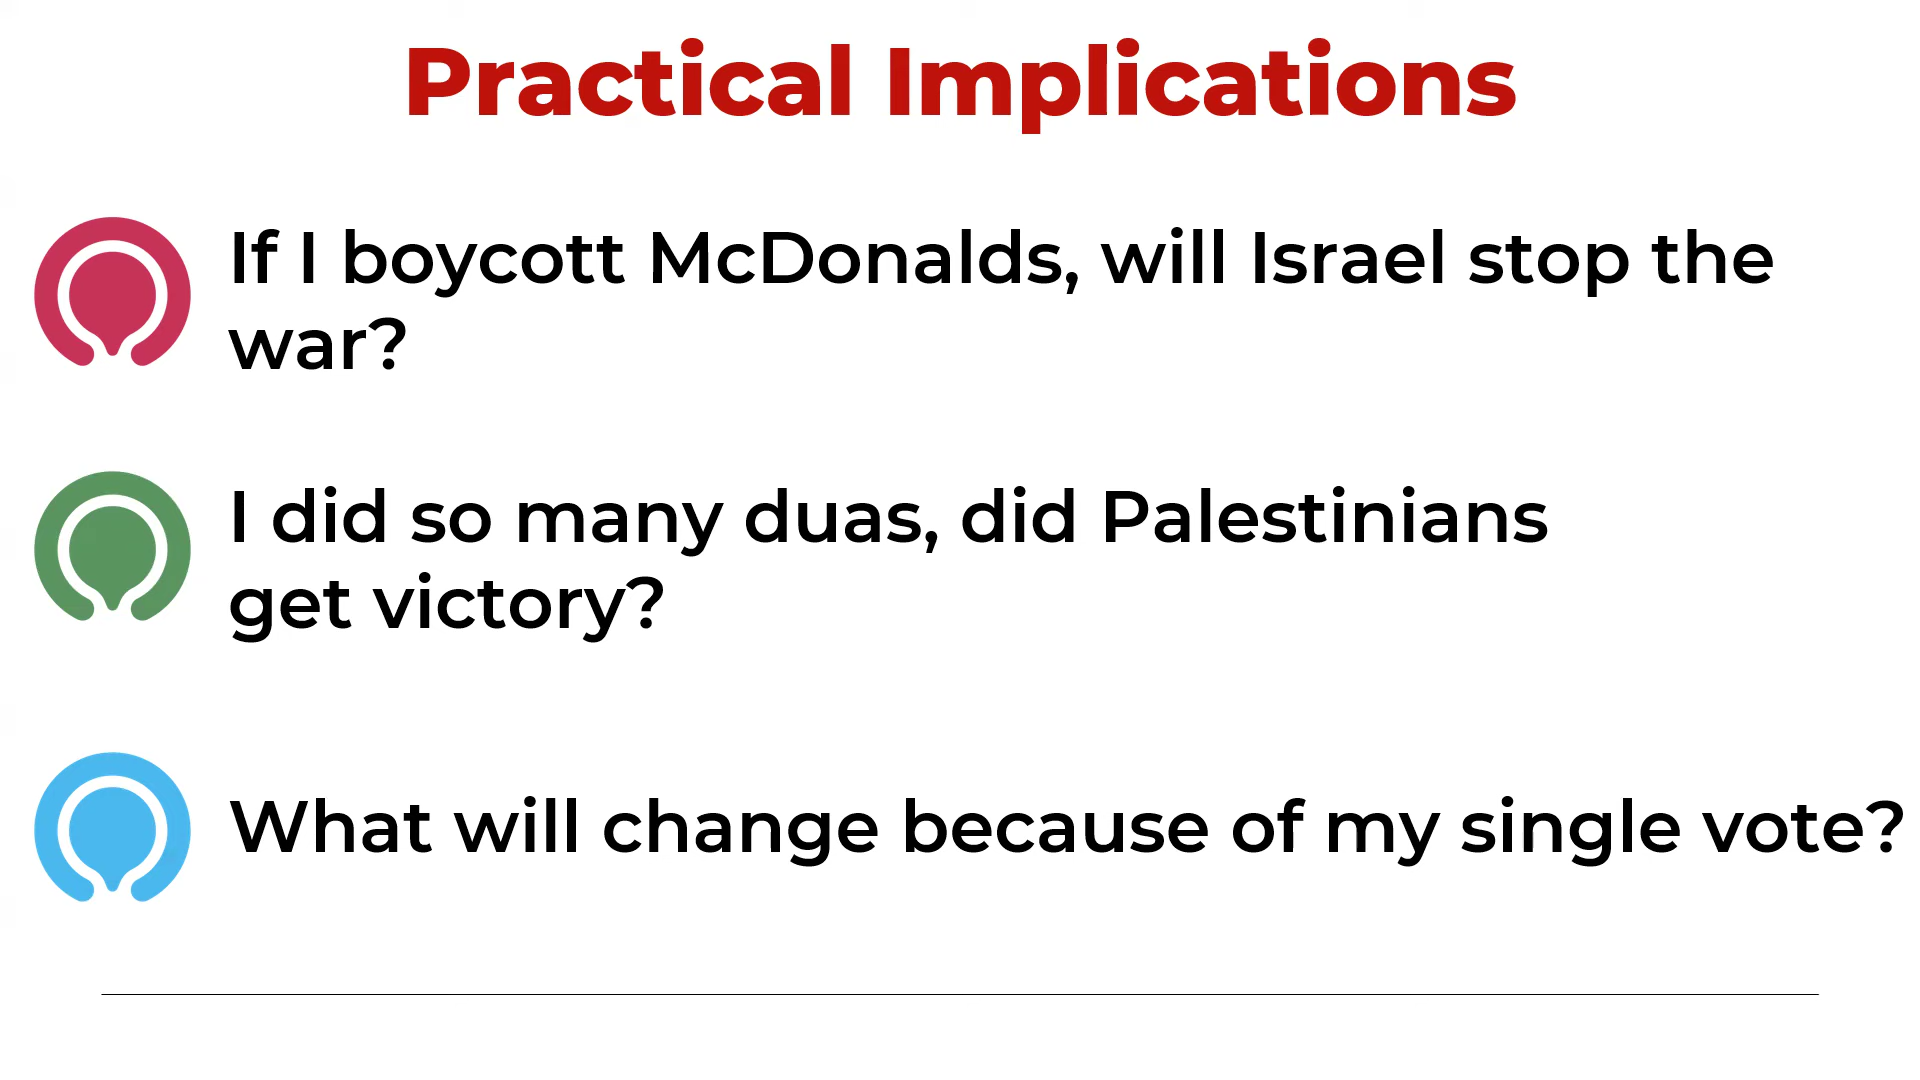 Practical Implications
If I boycott McDonalds, will Israel stop the
war?
I did so many duas, did Palestinians
get victory?
What will change because of my single vote?